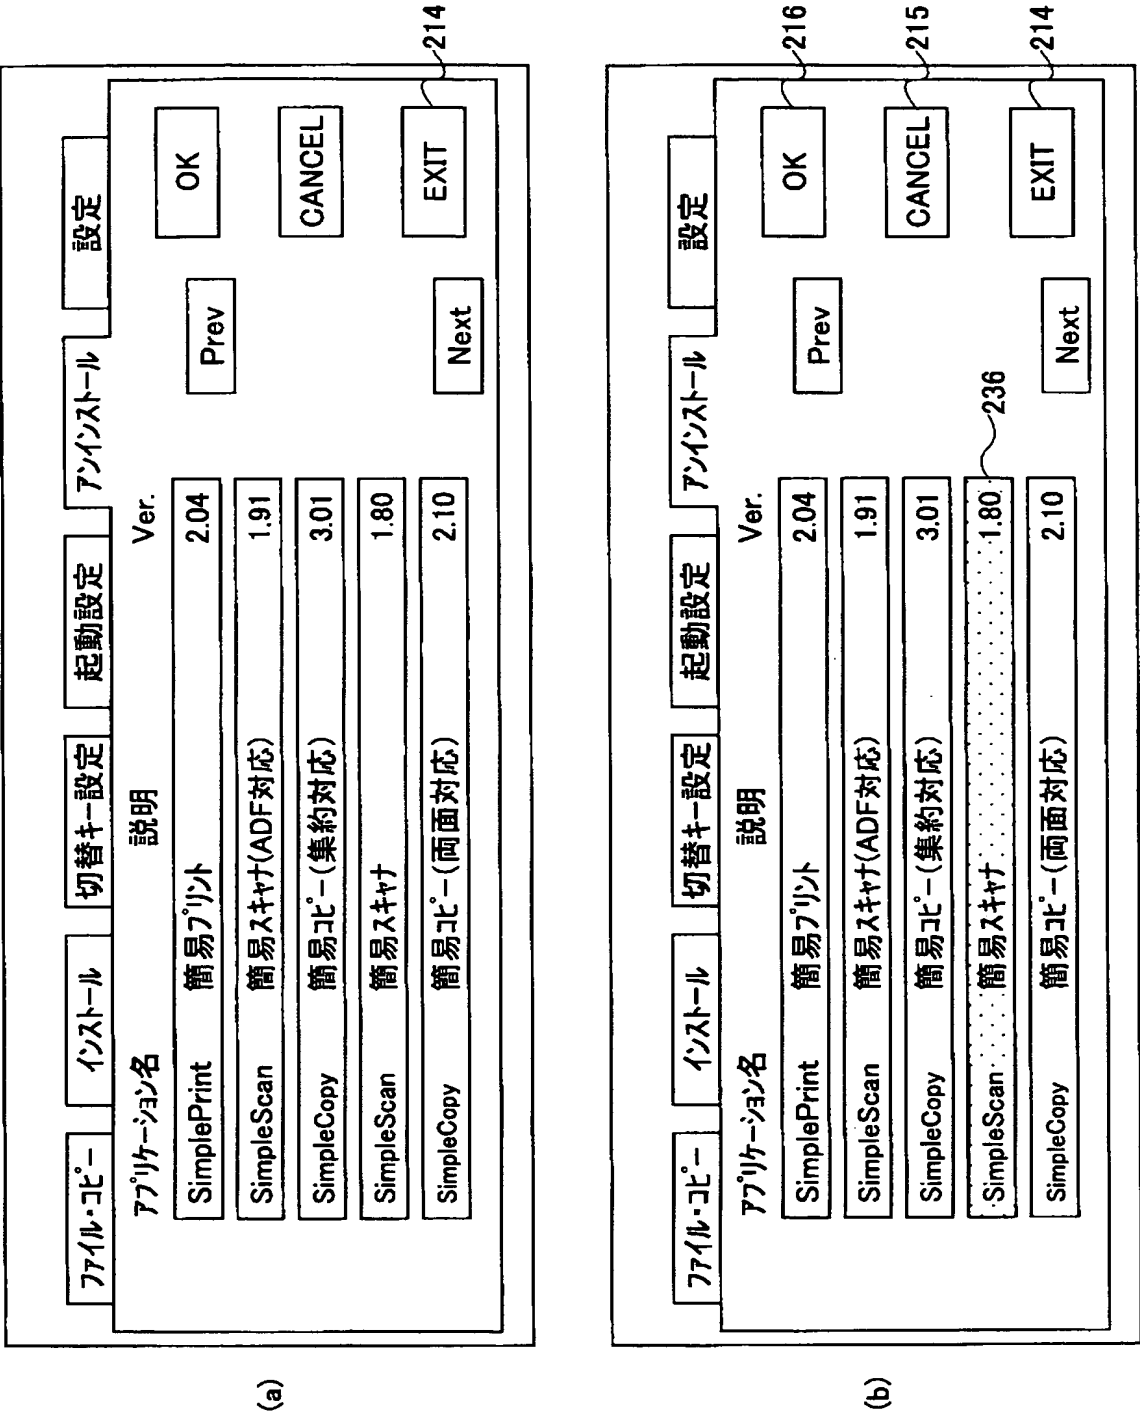 (a)
ファイル・コピー インストール 切替キー設定 起動設定 アンインストール 設定
アプリケーション名 説明 Ver.
SimplePrint 簡易プリント 2.04
SimpleScan 簡易スキャナ(ADF対応) 1.91
SimpleCopy 簡易コピー(集約対応) 3.01
SimpleScan 簡易スキャナ 1.80
SimpleCopy 簡易コピー(両面対応) 2.10
Prev
Next
OK
CANCEL
EXIT
214
(b)
ファイル・コピー インストール 切替キー設定 起動設定 アンインストール 設定
アプリケーション名 説明 Ver.
SimplePrint 簡易プリント 2.04
SimpleScan 簡易スキャナ(ADF対応) 1.91
SimpleCopy 簡易コピー(集約対応) 3.01
SimpleScan 簡易スキャナ 1.80
SimpleCopy 簡易コピー(両面対応) 2.10
236
Prev
Next
OK
216
CANCEL
215
EXIT
214